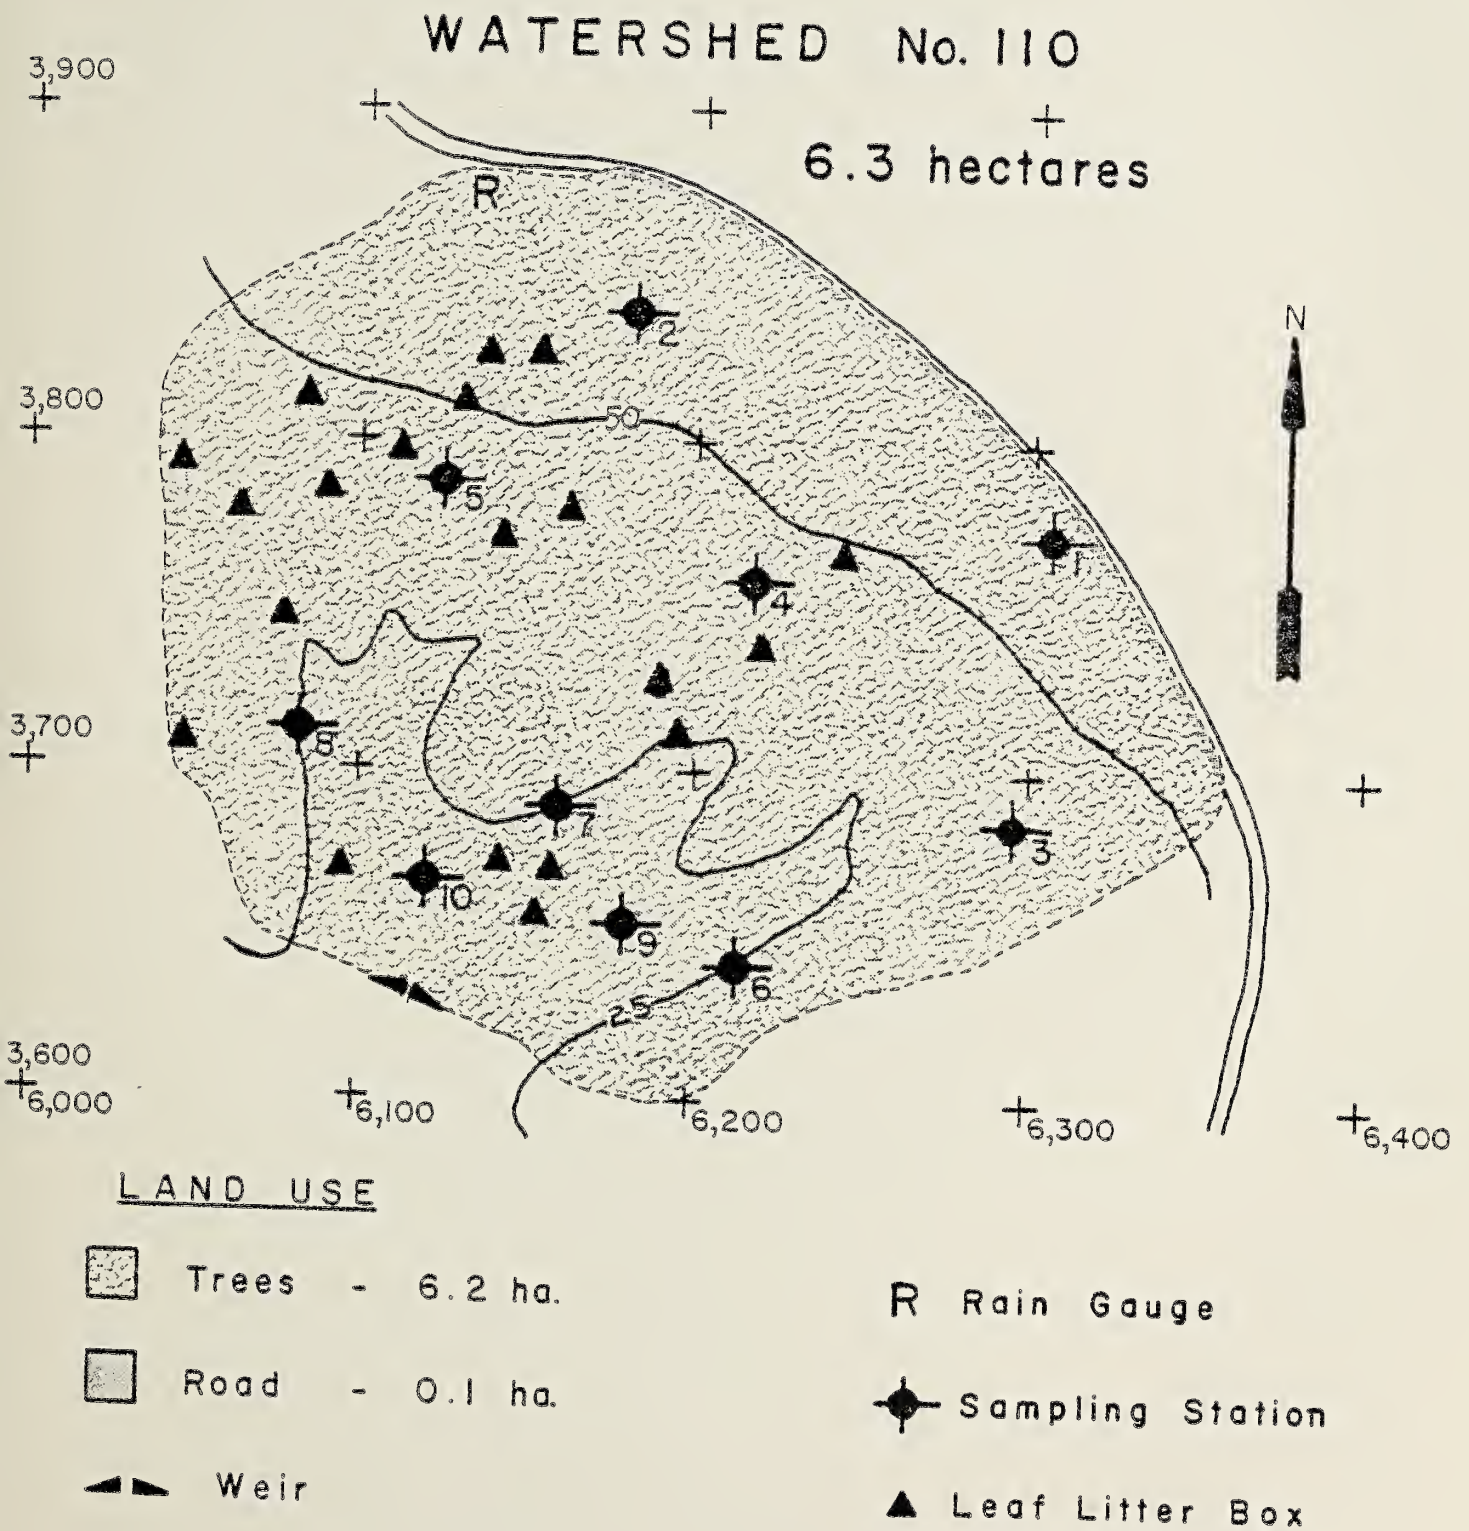 WATERSHED No. 110
3,900
6.3 hectares
R
N
2
3,800
50
5
1
4
3,700
8
7
3
10
9
6
25
3,600
6,000
6,100
6,200
6,300
6,400
LAND USE
Trees - 6.2 ha.
R Rain Gauge
Road - 0.1 ha.
Sampling Station
Weir
Leaf Litter Box